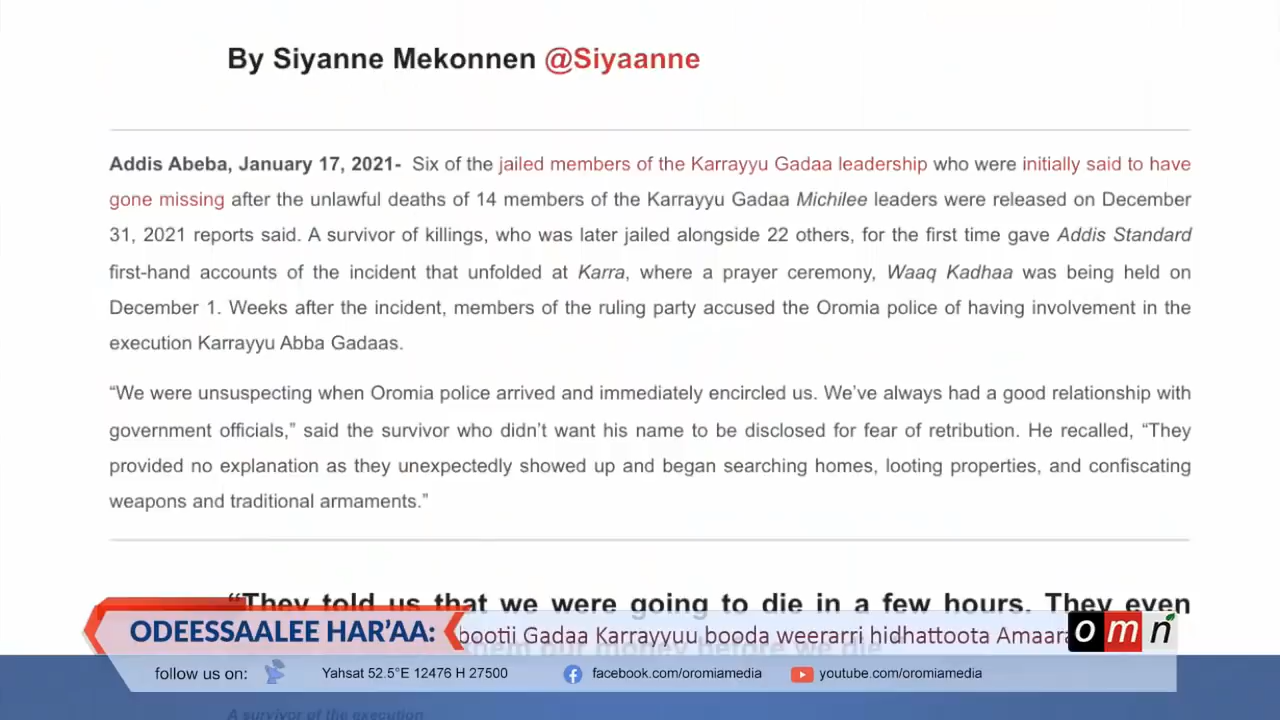 By Siyanne Mekonnen @Siyaanne
Addis Abeba, January 17, 2021- Six of the jailed members of the Karrayyu Gadaa leadership who were initially said to have
gone missing after the unlawful deaths of 14 members of the Karrayyu Gadaa Michilee leaders were released on December
31, 2021 reports said. A survivor of killings, who was later jailed alongside 22 others, for the first time gave Addis Standard
first-hand accounts of the incident that unfolded at Karra, where a prayer ceremony, Waaq Kadhaa was being held on
December 1. Weeks after the incident, members of the ruling party accused the Oromia police of having involvement in the
execution Karrayyu Abba Gadaas.
“We were unsuspecting when Oromia police arrived and immediately encircled us. We’ve always had a good relationship with
government officials,” said the survivor who didn’t want his name to be disclosed for fear of retribution. He recalled, “They
provided no explanation as they unexpectedly showed up and began searching homes, looting properties, and confiscating
weapons and traditional armaments.”
“They told us that we were going to die in a few hours. They even
our money before we die
ODEESSAALEE HAR’AA: bootii Gadaa Karrayyuu booda weerarri hidhattoota Amaara
omn
follow us on: Yahsat 52.5°E 12476 H 27500 facebook.com/oromiamedia youtube.com/oromiamedia
A survivor of the execution